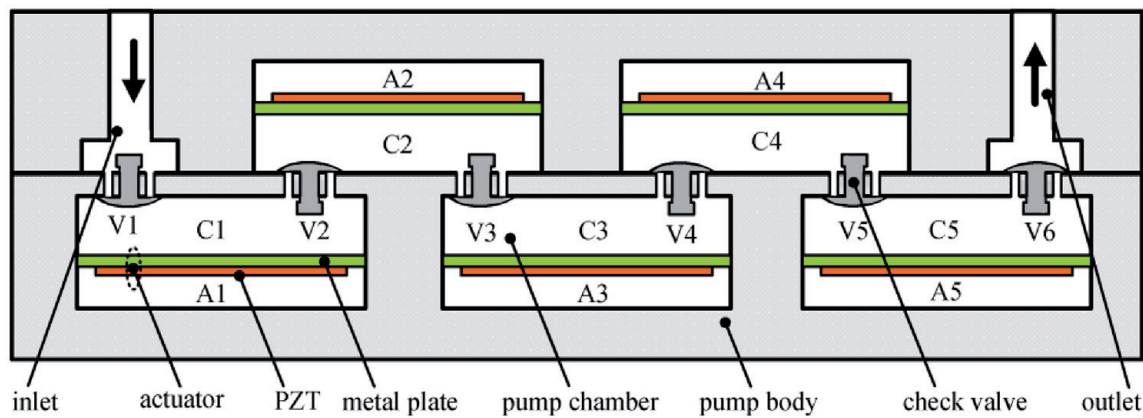 A2
A4
C2
C4
V1
C1
V2
V3
C3
V4
V5
C5
V6
A1
A3
A5
inlet
actuator
PZT
metal plate
pump chamber
pump body
check valve
outlet